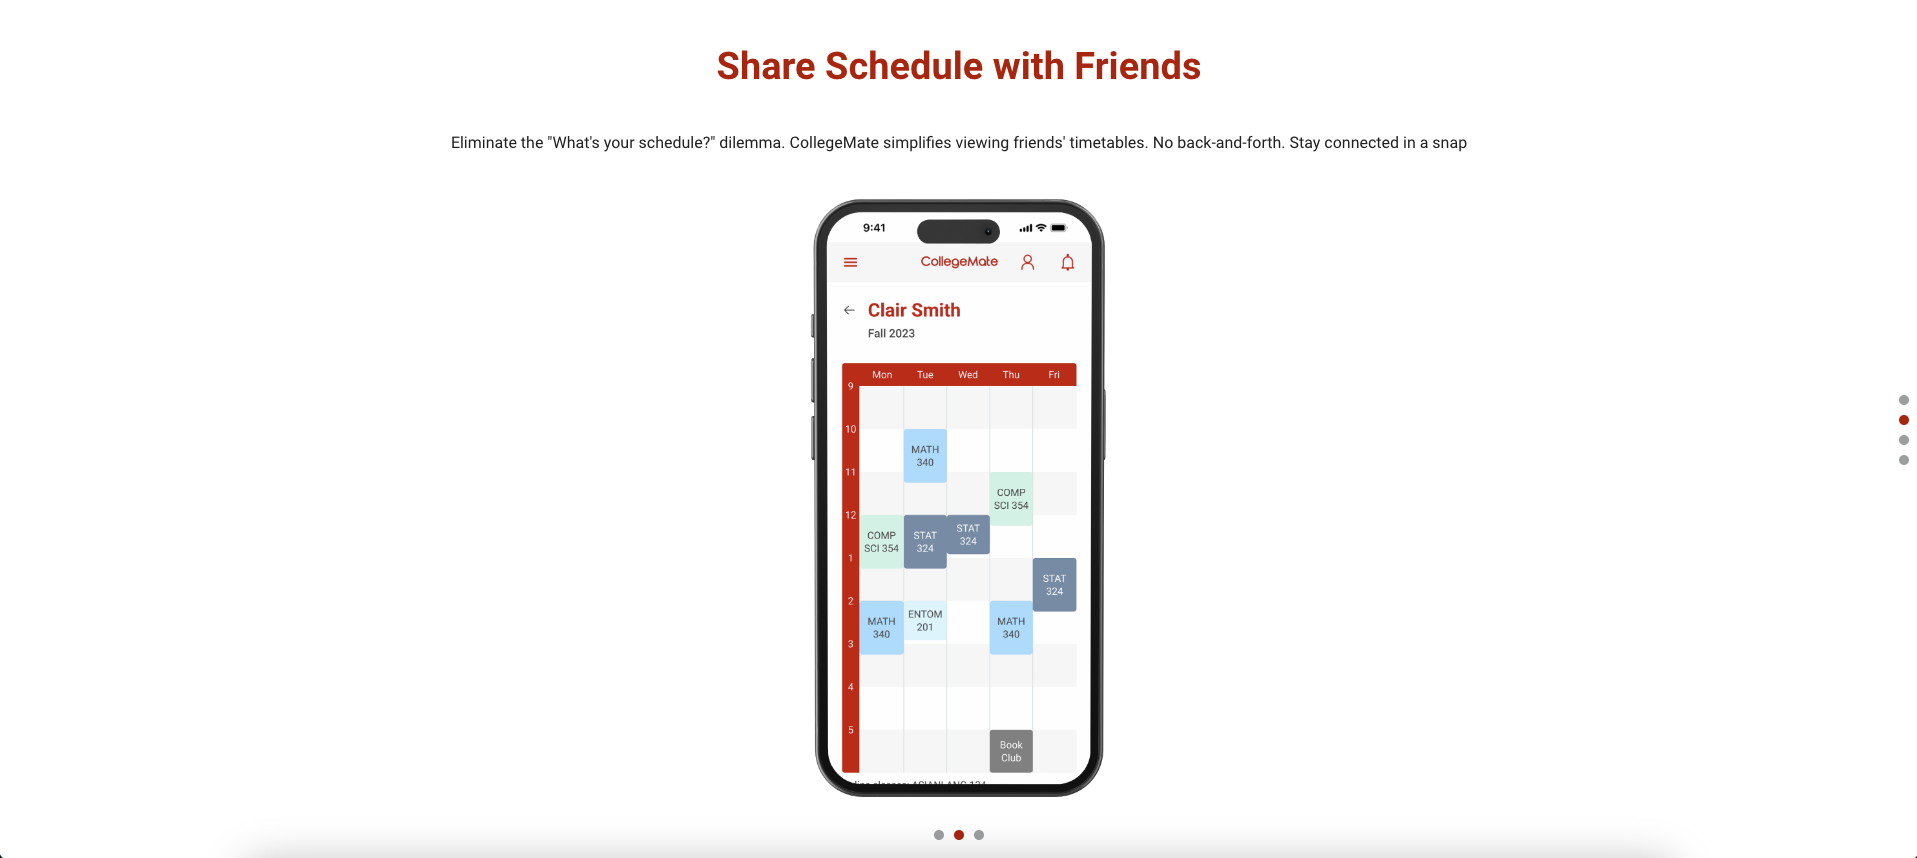 Share Schedule with Friends
Eliminate the "What's your schedule?" dilemma. CollegeMate simplifies viewing friends' timetables. No back-and-forth. Stay connected in a snap
9:41
CollegeMate
Clair Smith
Fall 2023
Mon Tue Wed Thu Fri
9
10
MATH
340
11
COMP
SCI 354
12
COMP
SCI 354
STAT
324
STAT
324
1
STAT
324
2
MATH
340
ENTOM
201
MATH
340
3
4
5
Book
Club